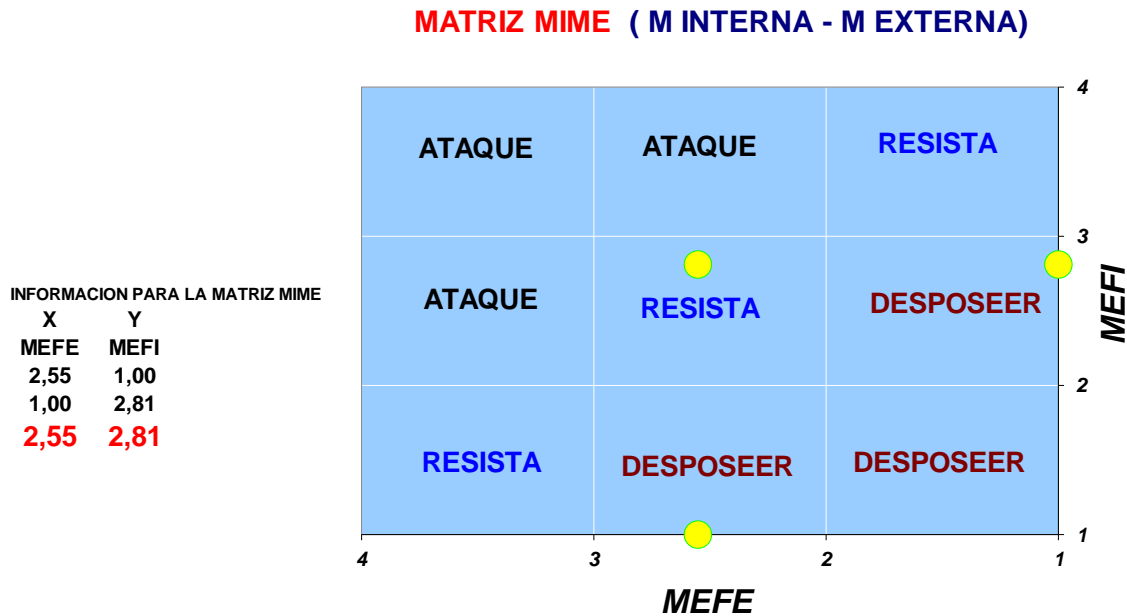 MATRIZ MIME ( M INTERNA - M EXTERNA)
4
ATAQUE ATAQUE RESISTA
3
INFORMACION PARA LA MATRIZ MIME
X Y
MEFE MEFI
2,55 1,00
1,00 2,81
2,55 2,81
ATAQUE RESISTA DESPOSEER
MEFI
2
RESISTA DESPOSEER DESPOSEER
1
4 3 2 1
MEFE